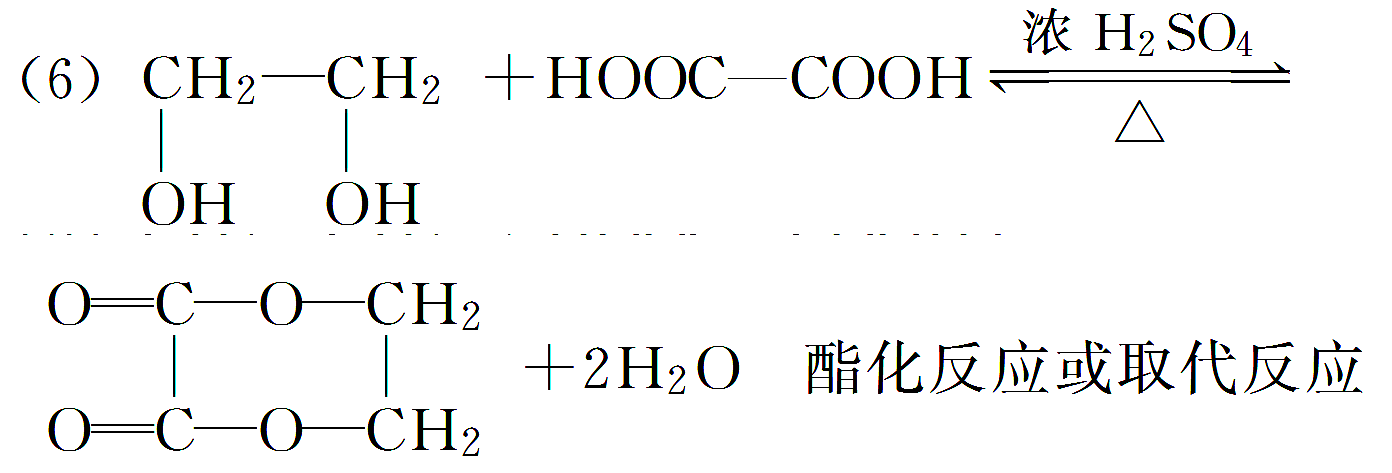 浓 H2SO4
(6) CH2—CH2 +HOOC—COOH ⇌
△
OH OH
O=C—O—CH2
+2H2O 酯化反应或取代反应
O=C—O—CH2